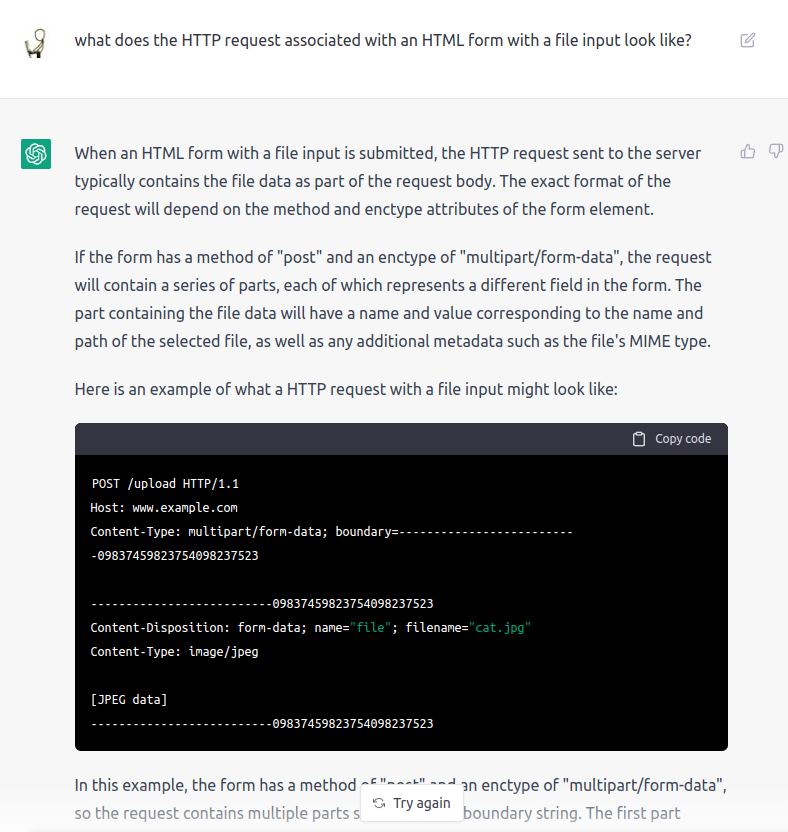 what does the HTTP request associated with an HTML form with a file input look like?
When an HTML form with a file input is submitted, the HTTP request sent to the server
typically contains the file data as part of the request body. The exact format of the
request will depend on the method and enctype attributes of the form element.
If the form has a method of "post" and an enctype of "multipart/form-data", the request
will contain a series of parts, each of which represents a different field in the form. The
part containing the file data will have a name and value corresponding to the name and
path of the selected file, as well as any additional metadata such as the file's MIME type.
Here is an example of what a HTTP request with a file input might look like:
Copy code
POST /upload HTTP/1.1
Host: www.example.com
Content-Type: multipart/form-data; boundary=-------------------------
-09837459823754098237523
--------------------------09837459823754098237523
Content-Disposition: form-data; name="file"; filename="cat.jpg"
Content-Type: image/jpeg
[JPEG data]
--------------------------09837459823754098237523
In this example, the form has a method of "post" and an enctype of "multipart/form-data",
so the request contains multiple parts s boundary string. The first part
Try again